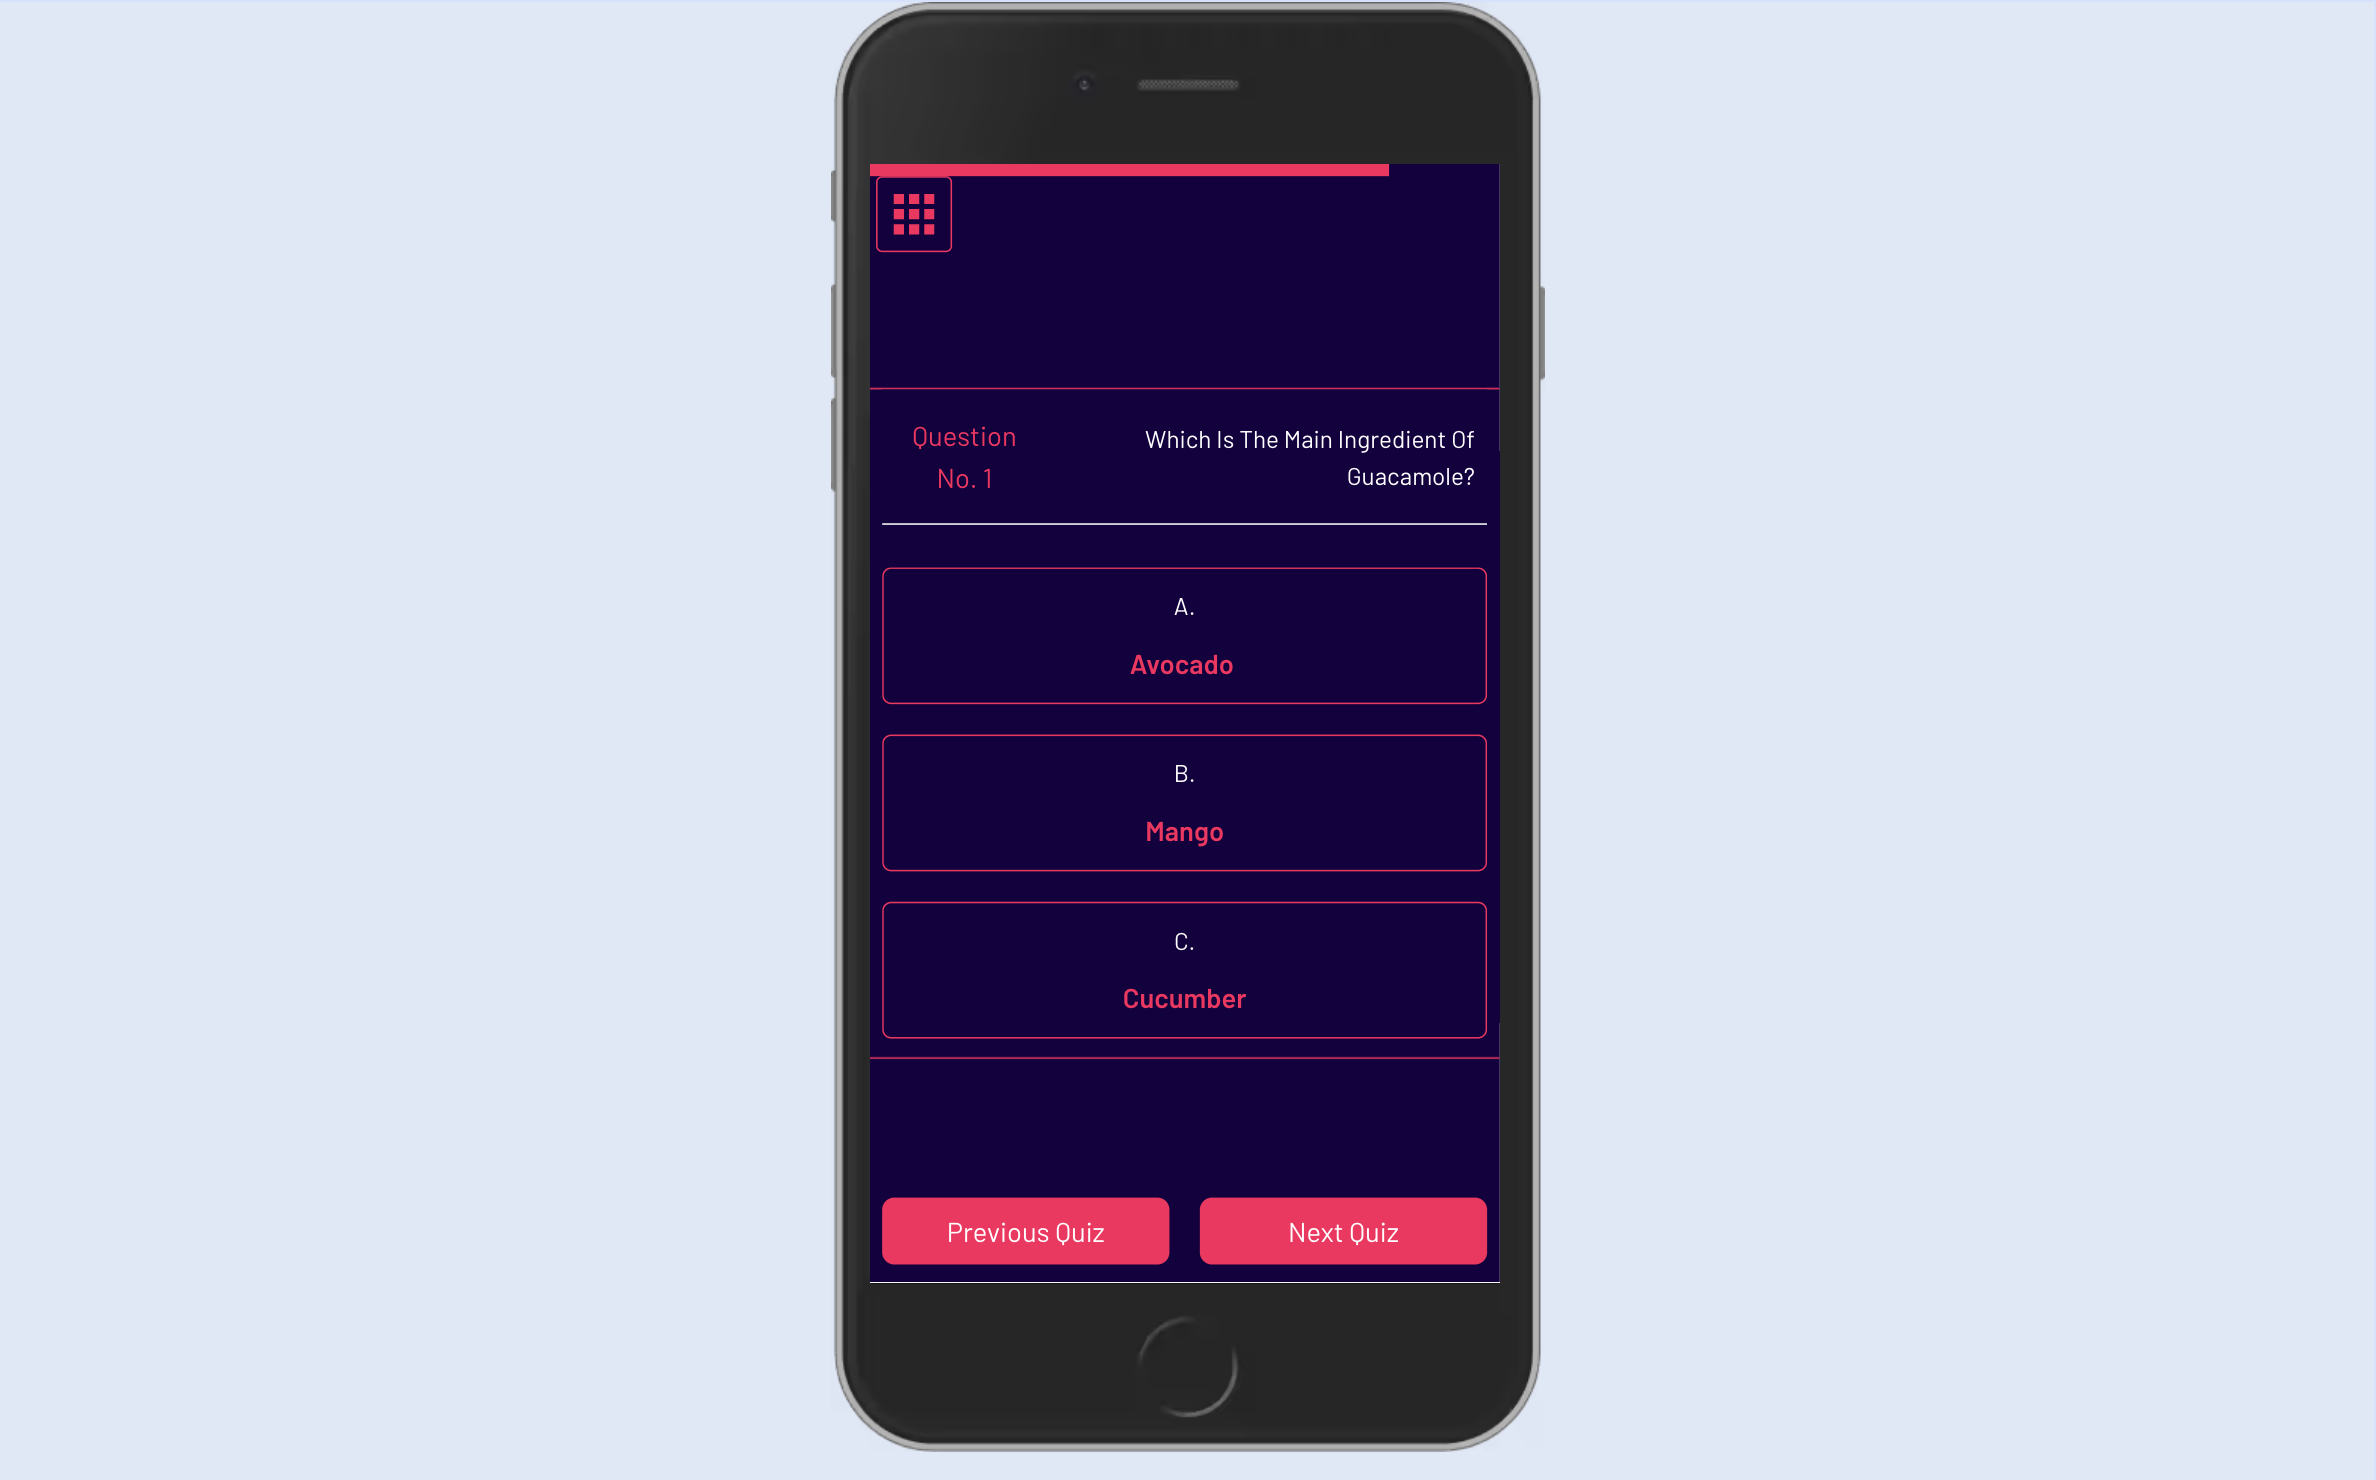 Question
No. 1
Which Is The Main Ingredient Of
Guacamole?
A.
Avocado
B.
Mango
C.
Cucumber
Previous Quiz
Next Quiz